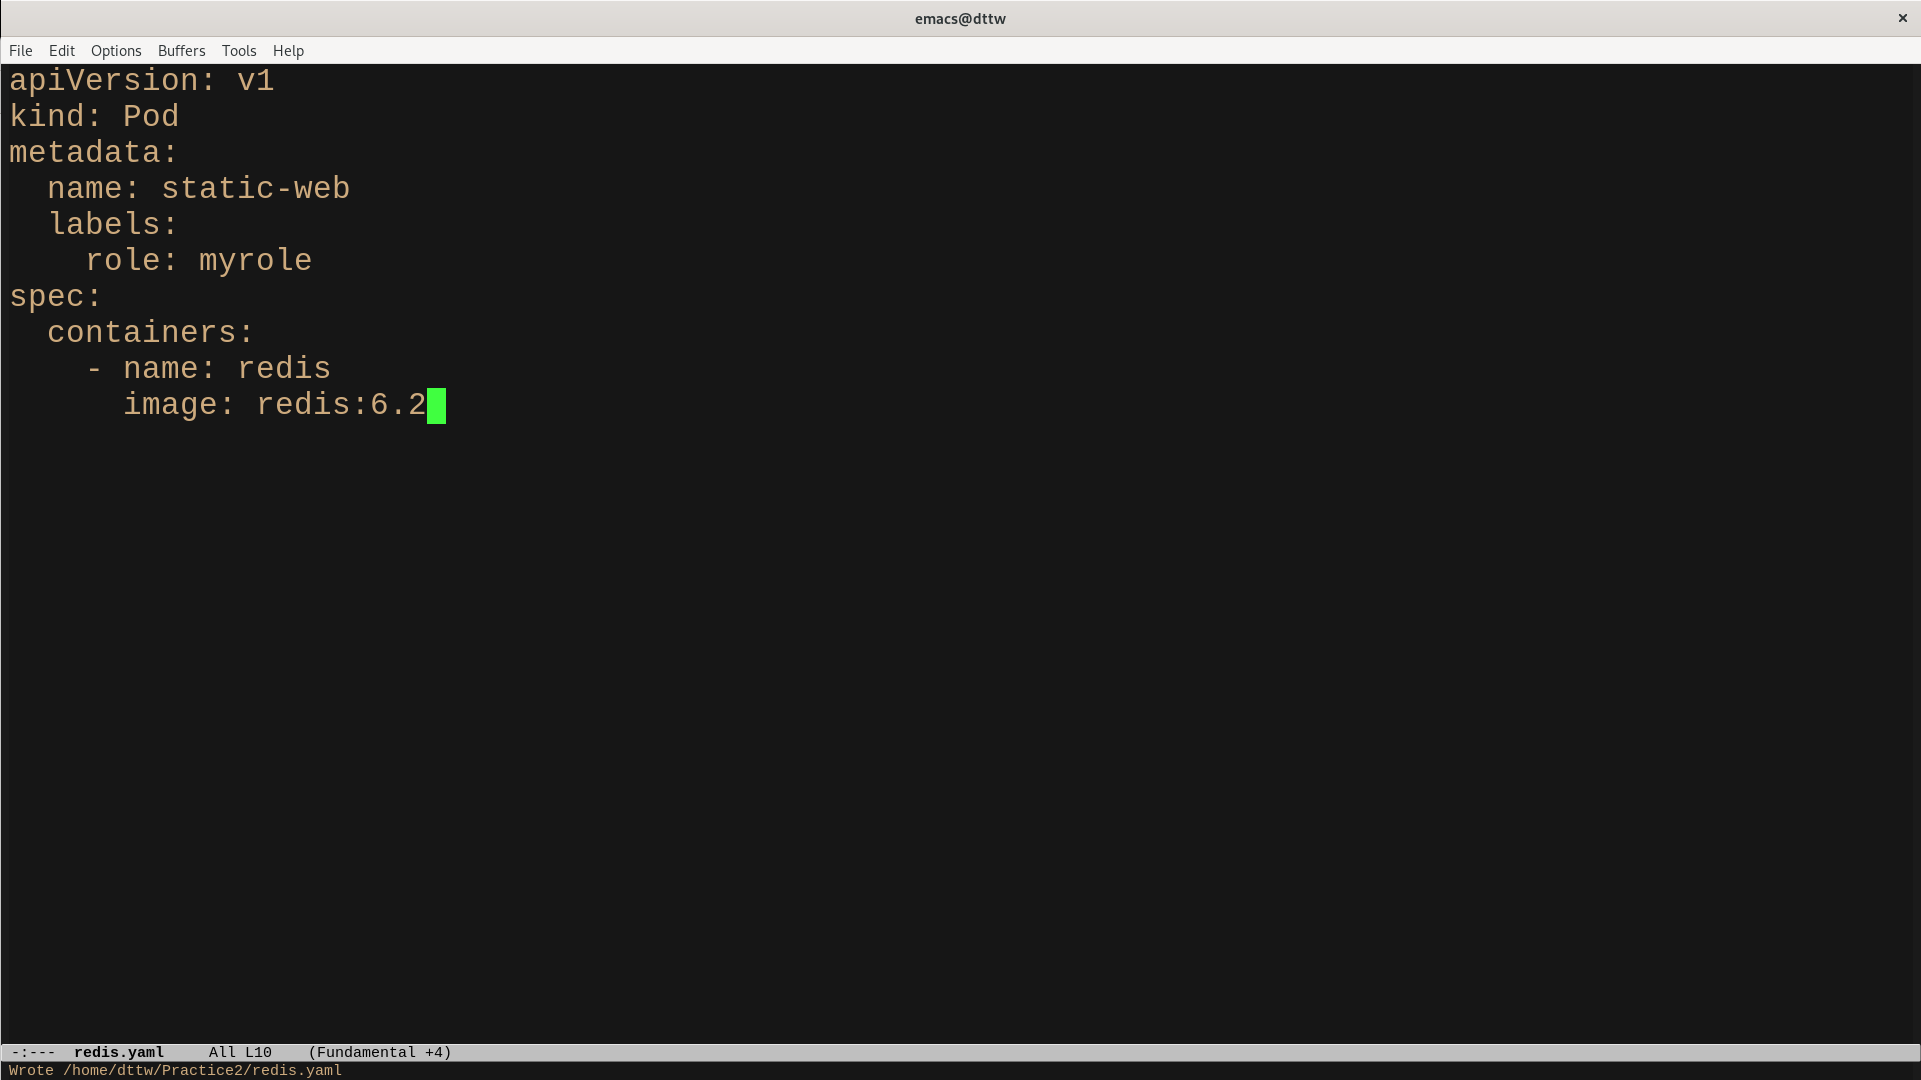 emacs@dttw ×
File Edit Options Buffers Tools Help
apiVersion: v1
kind: Pod
metadata:
  name: static-web
  labels:
    role: myrole
spec:
  containers:
    - name: redis
      image: redis:6.2
-:--- redis.yaml All L10 (Fundamental +4)
Wrote /home/dttw/Practice2/redis.yaml